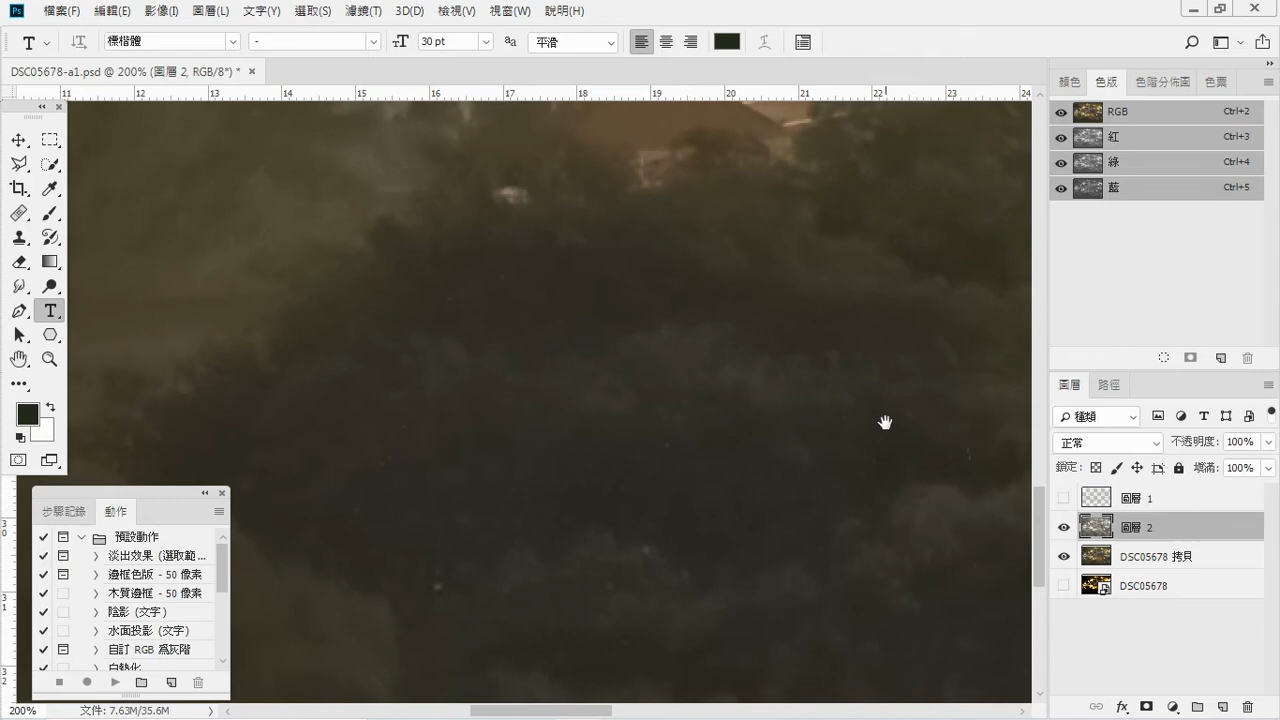 Ps 檔案(F) 編輯(E) 影像(I) 圖層(L) 文字(Y) 選取(S) 濾鏡(T) 3D(D) 檢視(V) 視窗(W) 說明(H)
T 標楷體 - 30 pt 平滑
DSC05678-a1.psd @ 200% (圖層 2, RGB/8*) *
11 12 13 14 15 16 17 18 19 20 21 22 23 24
顏色 色版 色階分佈圖 色票
RGB Ctrl+2
紅 Ctrl+3
綠 Ctrl+4
藍 Ctrl+5
圖層 路徑
種類
正常 不透明度: 100%
鎖定: 填滿: 100%
圖層 1
圖層 2
DSC05678 拷貝
DSC05678
步驟記錄 動作
預設動作
淡出效果 (選取範...
邊框色版 - 50 像素
木質邊框 - 50 像素
陰影 (文字)
水面投影 (文字)
自訂 RGB 為灰階
30
31
32
200% 文件: 7.63M/35.6M